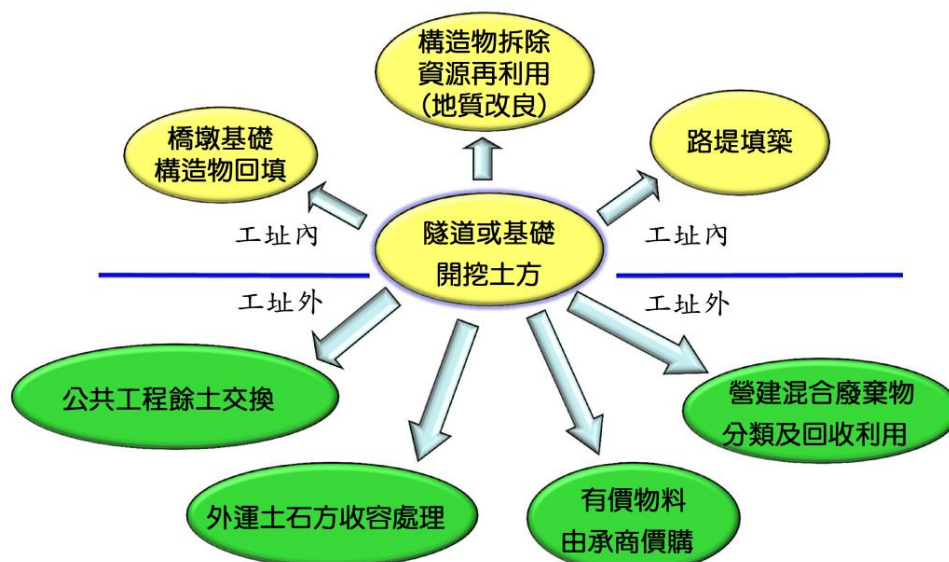 構造物拆除
資源再利用
(地質改良)
橋墩基礎
構造物回填
路堤填築
工址內
隧道或基礎
開挖土方
工址內
工址外
工址外
公共工程餘土交換
營建混合廢棄物
分類及回收利用
外運土石方收容處理
有價物料
由承商價購